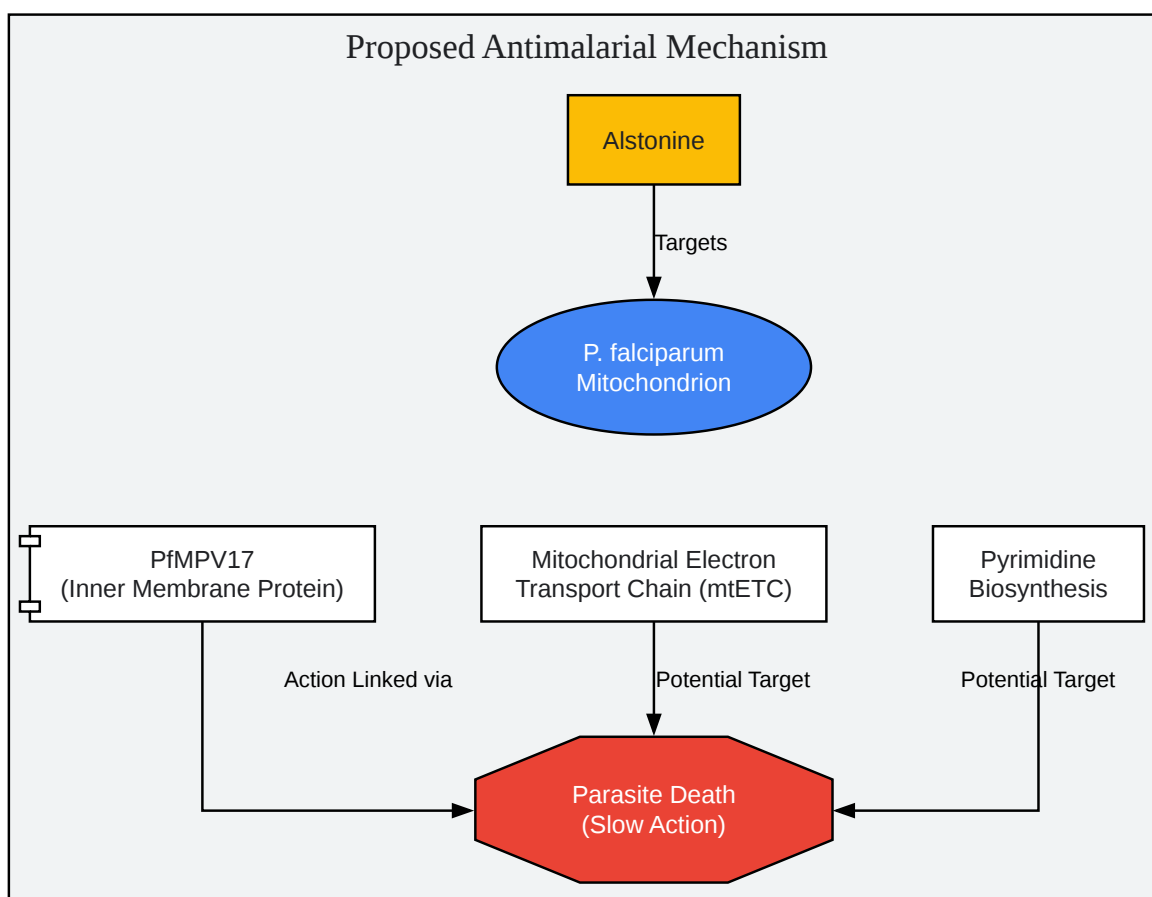 Proposed Antimalarial Mechanism
Alstonine
Targets
P. falciparum
Mitochondrion
PfMPV17
(Inner Membrane Protein)
Mitochondrial Electron
Transport Chain (mtETC)
Pyrimidine
Biosynthesis
Action Linked via
Potential Target
Potential Target
Parasite Death
(Slow Action)